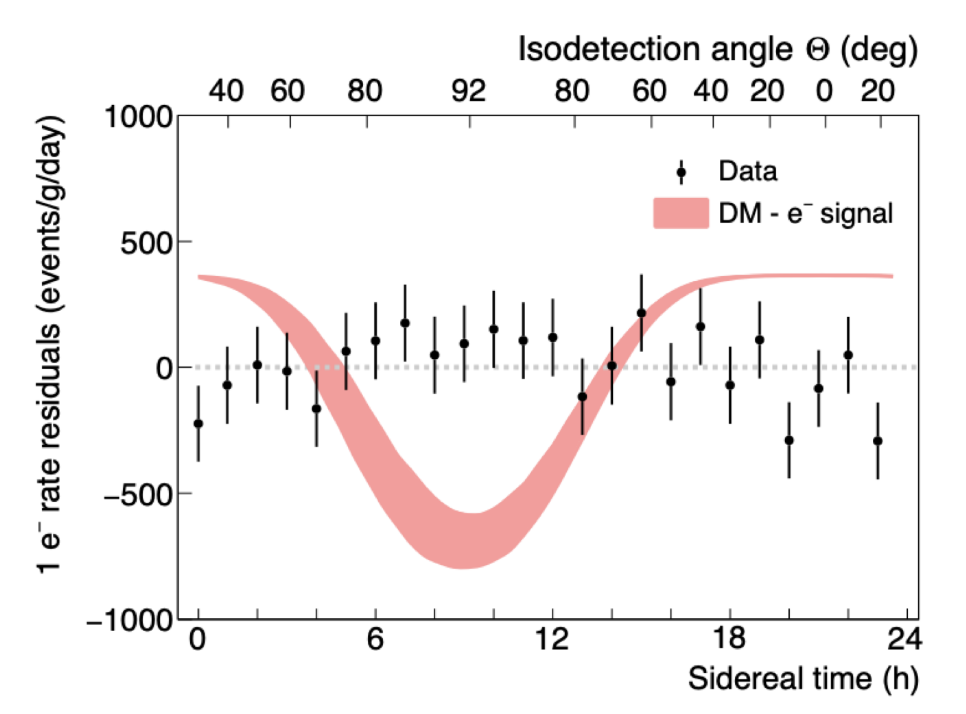 Isodetection angle Θ (deg)
40 60 80 92 80 60 40 20 0 20
1 e⁻ rate residuals (events/g/day)
1000
500
0
−500
−1000
Data
DM - e⁻ signal
0 6 12 18 24
Sidereal time (h)